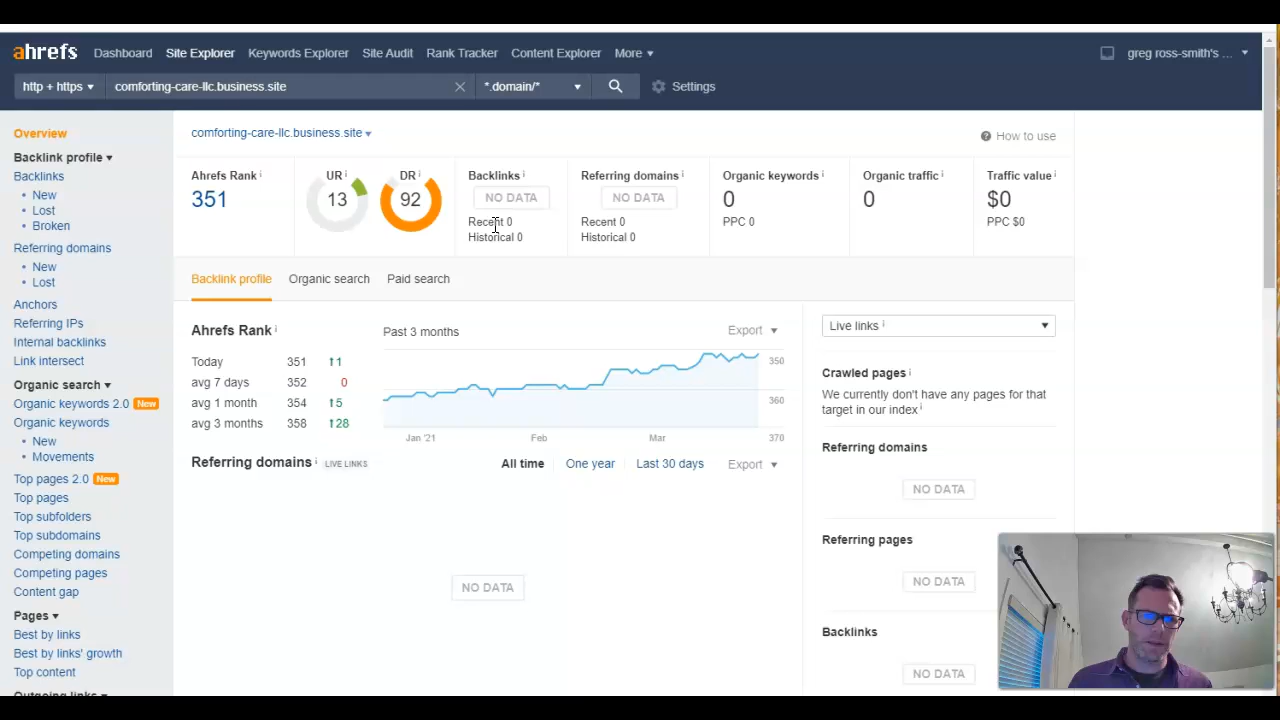 ahrefs Dashboard Site Explorer Keywords Explorer Site Audit Rank Tracker Content Explorer More greg ross-smith's ...
http + https comforting-care-llc.business.site *.domain/* Settings
Overview
Backlink profile
Backlinks
New
Lost
Broken
Referring domains
New
Lost
Anchors
Referring IPs
Internal backlinks
Link intersect
Organic search
Organic keywords 2.0 New
Organic keywords
New
Movements
Top pages 2.0 New
Top pages
Top subfolders
Top subdomains
Competing domains
Competing pages
Content gap
Pages
Best by links
Best by links' growth
Top content
comforting-care-llc.business.site How to use
Ahrefs Rank
351
UR
13
DR
92
Backlinks
NO DATA
Recent 0
Historical 0
Referring domains
NO DATA
Recent 0
Historical 0
Organic keywords
0
PPC 0
Organic traffic
0
Traffic value
$0
PPC $0
Backlink profile Organic search Paid search
Ahrefs Rank Past 3 months Export
Today 351 ↑1
avg 7 days 352 0
avg 1 month 354 ↑5
avg 3 months 358 ↑28
350
360
370
Jan '21 Feb Mar
Referring domains LIVE LINKS All time One year Last 30 days Export
NO DATA
Live links
Crawled pages
We currently don't have any pages for that
target in our index
Referring domains
NO DATA
Referring pages
NO DATA
Backlinks
NO DATA